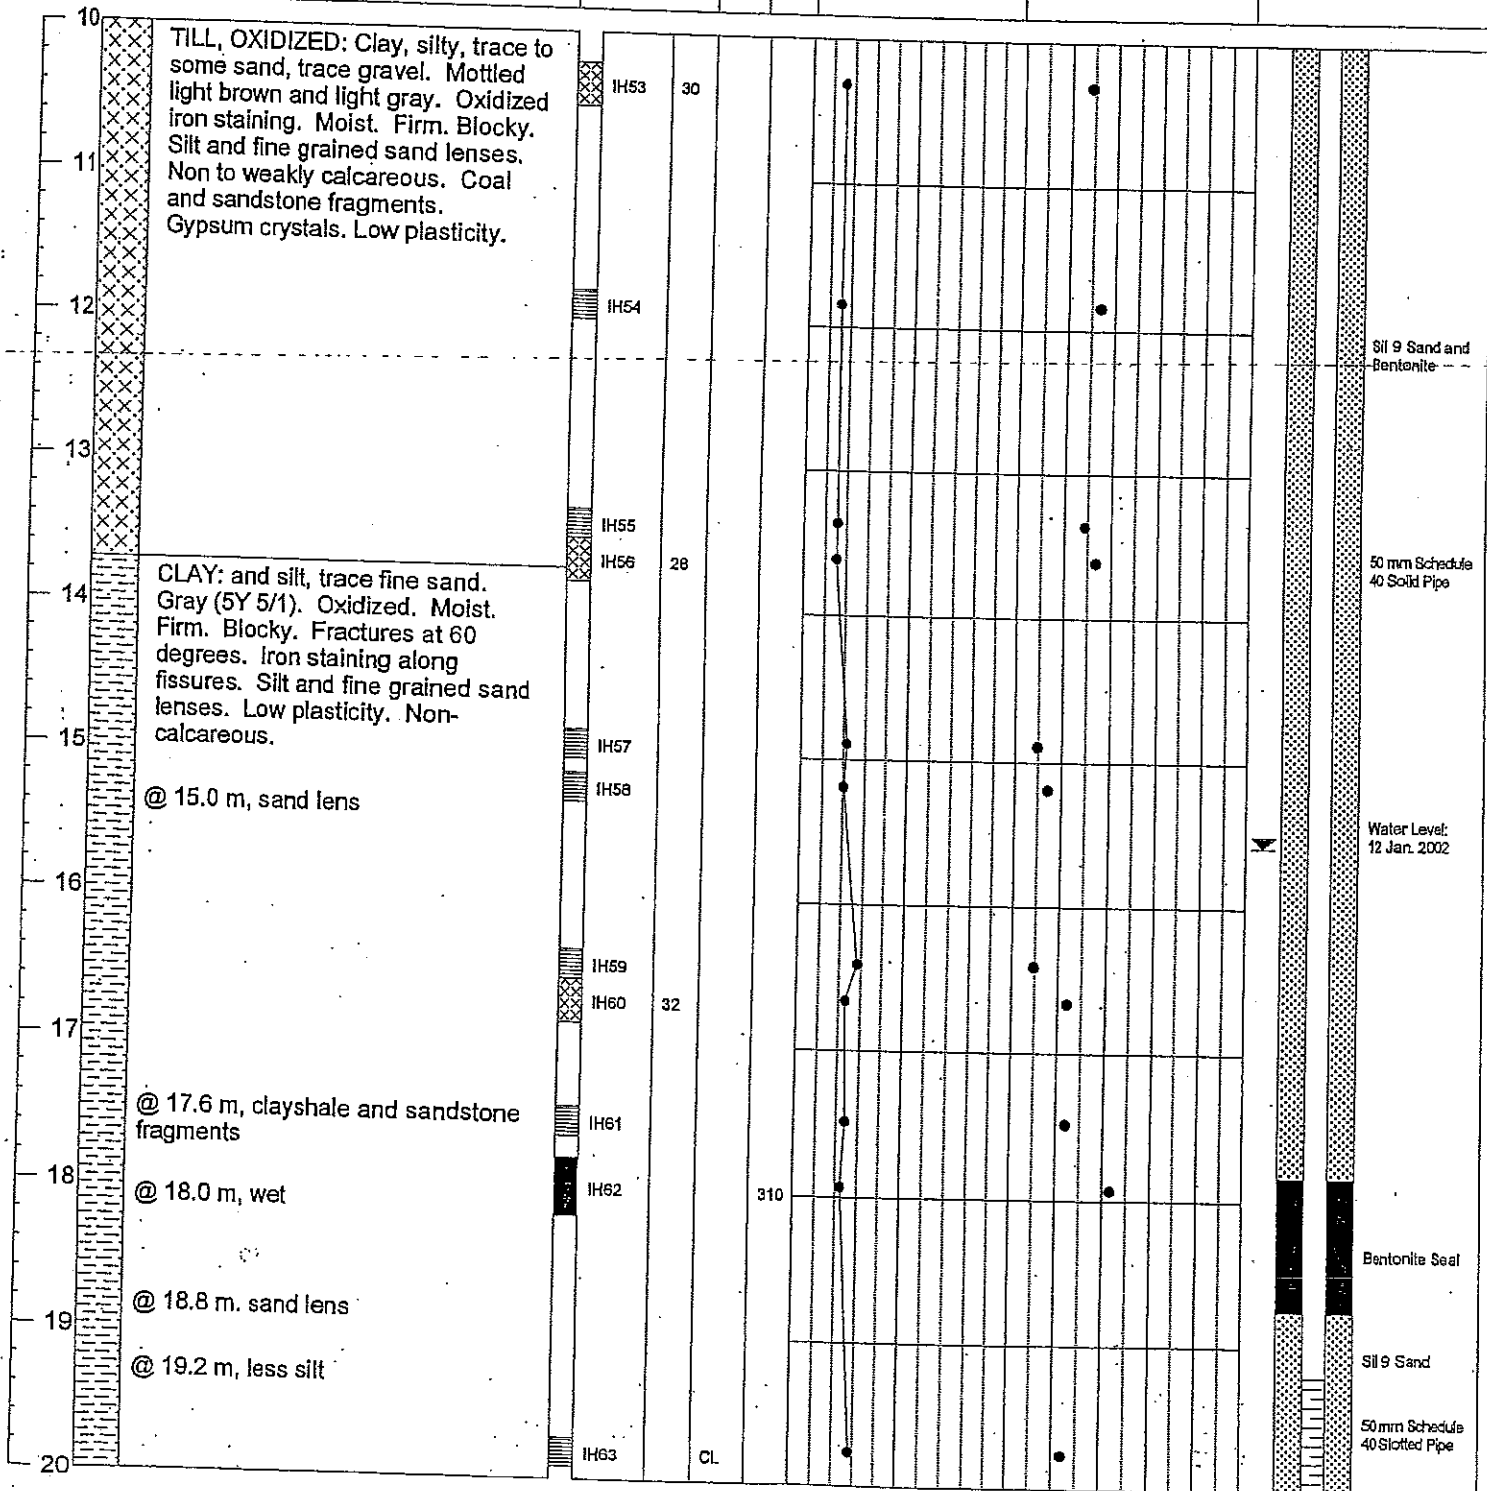 10
TILL, OXIDIZED: Clay, silty, trace to
some sand, trace gravel. Mottled
light brown and light gray. Oxidized
iron staining. Moist. Firm. Blocky.
Silt and fine grained sand lenses.
Non to weakly calcareous. Coal
and sandstone fragments.
Gypsum crystals. Low plasticity.
IH53 30
11
12
IH54
Sil 9 Sand and
Bentonite
13
IH55
IH56 28
50 mm Schedule
40 Solid Pipe
CLAY: and silt, trace fine sand.
Gray (5Y 5/1). Oxidized. Moist.
Firm. Blocky. Fractures at 60
degrees. Iron staining along
fissures. Silt and fine grained sand
lenses. Low plasticity. Non-
calcareous.
14
15
IH57
IH58
@ 15.0 m, sand lens
Water Level:
12 Jan. 2002
16
IH59
IH60 32
17
@ 17.6 m, clayshale and sandstone
fragments
IH61
18
@ 18.0 m, wet
IH62
310
Bentonite Seal
@ 18.8 m. sand lens
19
@ 19.2 m, less silt
Sil 9 Sand
50 mm Schedule
40 Slotted Pipe
20
IH63 CL